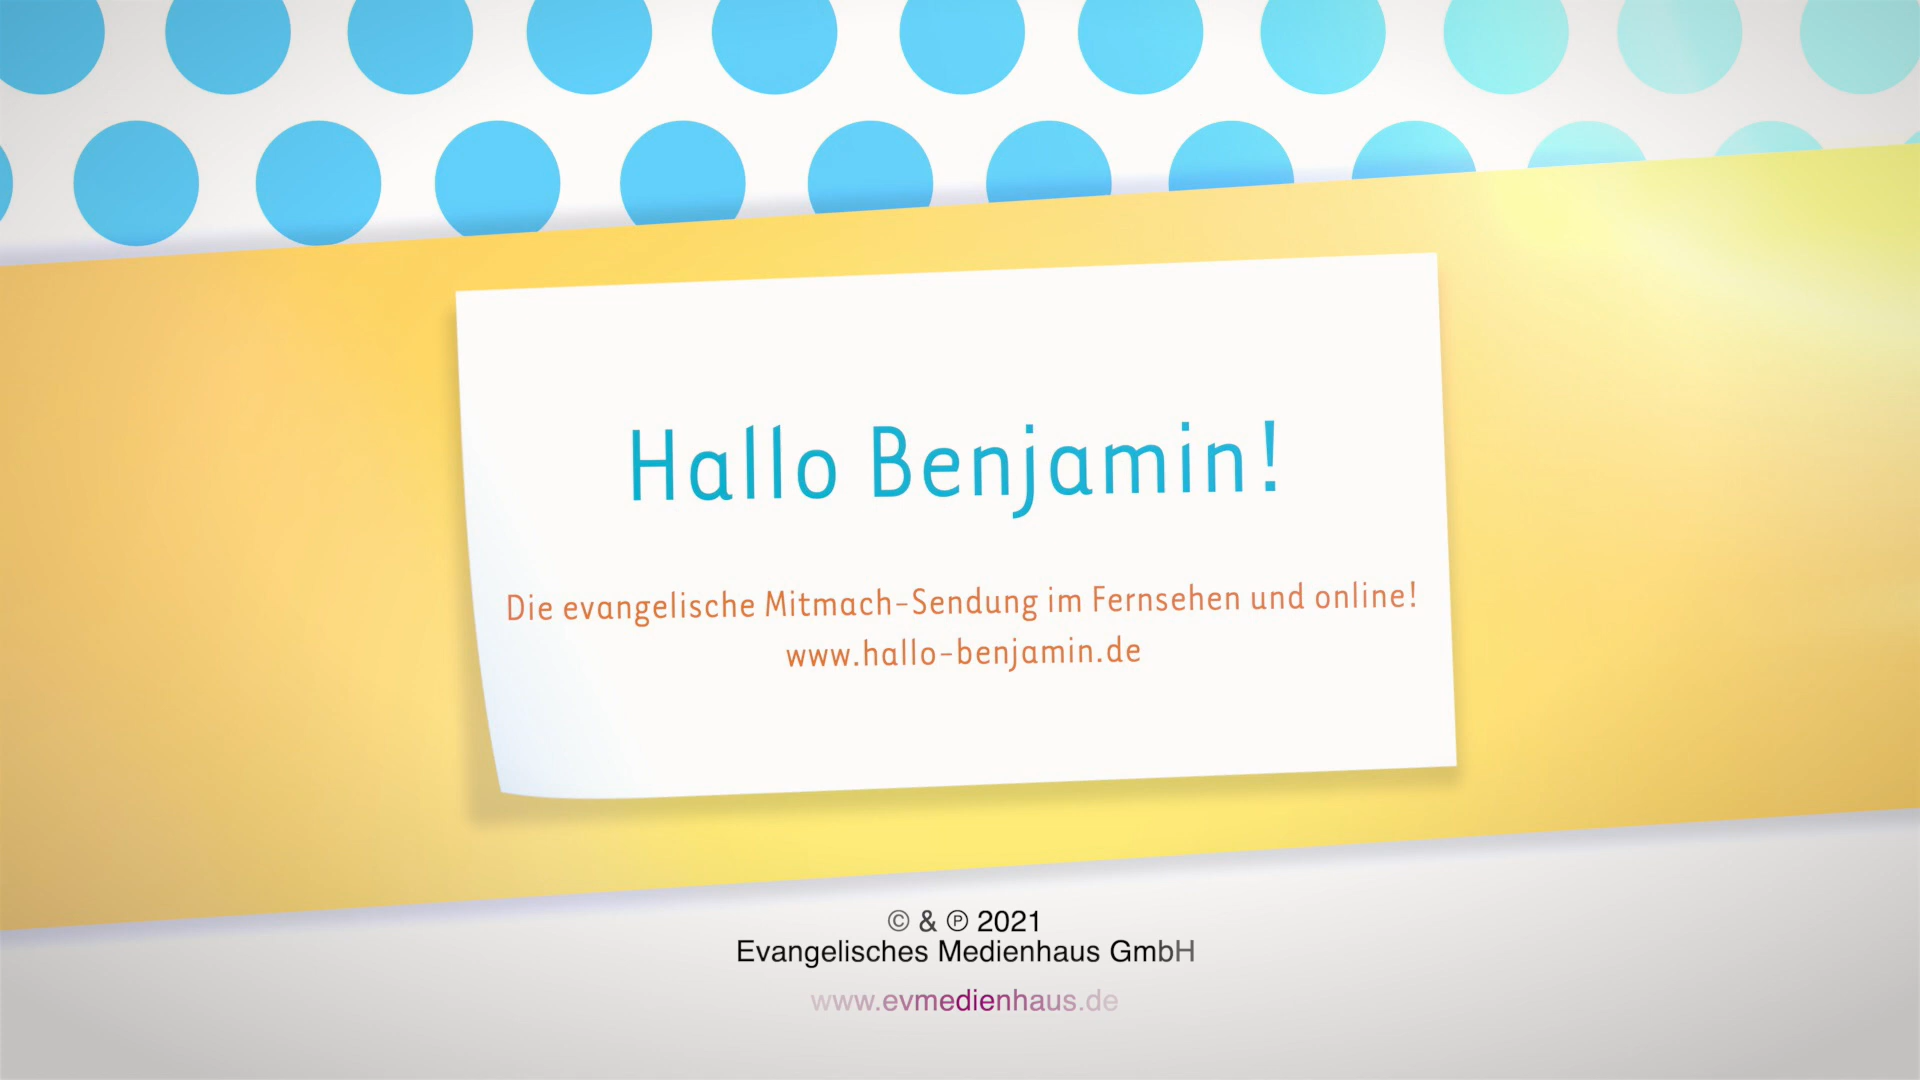 Hallo Benjamin!
Die evangelische Mitmach-Sendung im Fernsehen und online!
www.hallo-benjamin.de
© & ℗ 2021
Evangelisches Medienhaus GmbH
www.evmedienhaus.de